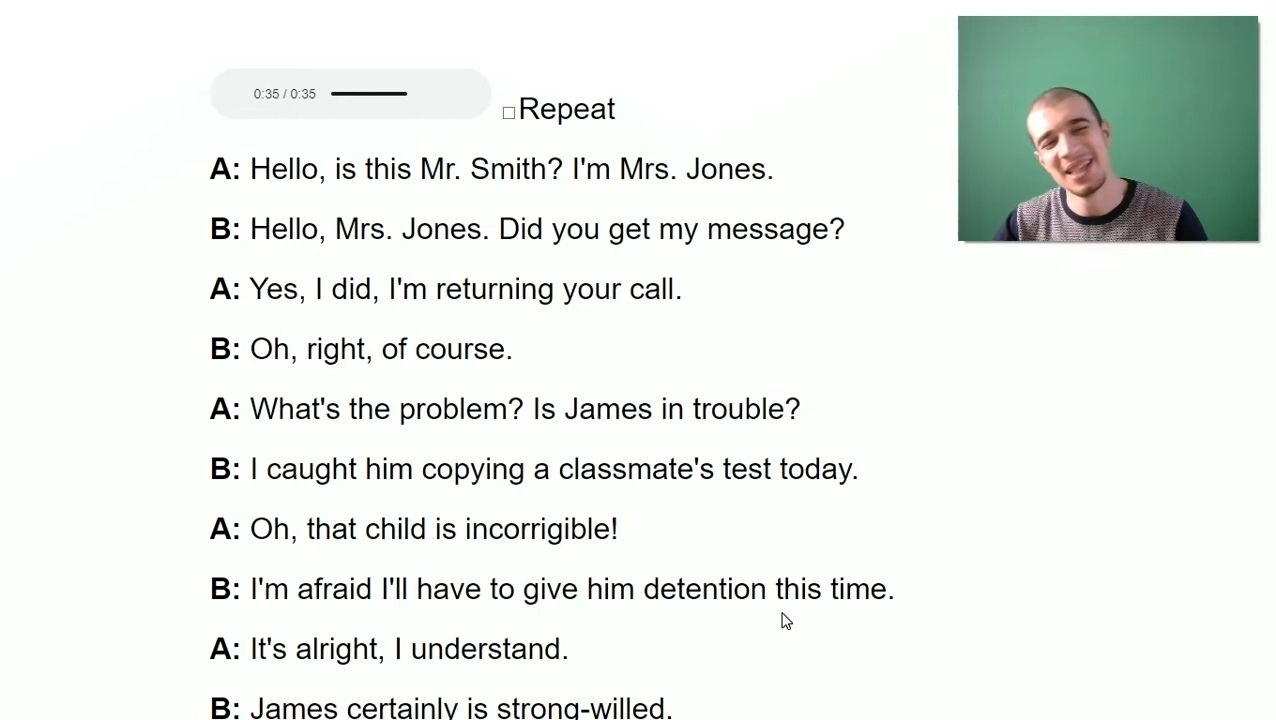 0:35 / 0:35
Repeat
A: Hello, is this Mr. Smith? I'm Mrs. Jones.
B: Hello, Mrs. Jones. Did you get my message?
A: Yes, I did, I'm returning your call.
B: Oh, right, of course.
A: What's the problem? Is James in trouble?
B: I caught him copying a classmate's test today.
A: Oh, that child is incorrigible!
B: I'm afraid I'll have to give him detention this time.
A: It's alright, I understand.
B: James certainly is strong-willed.